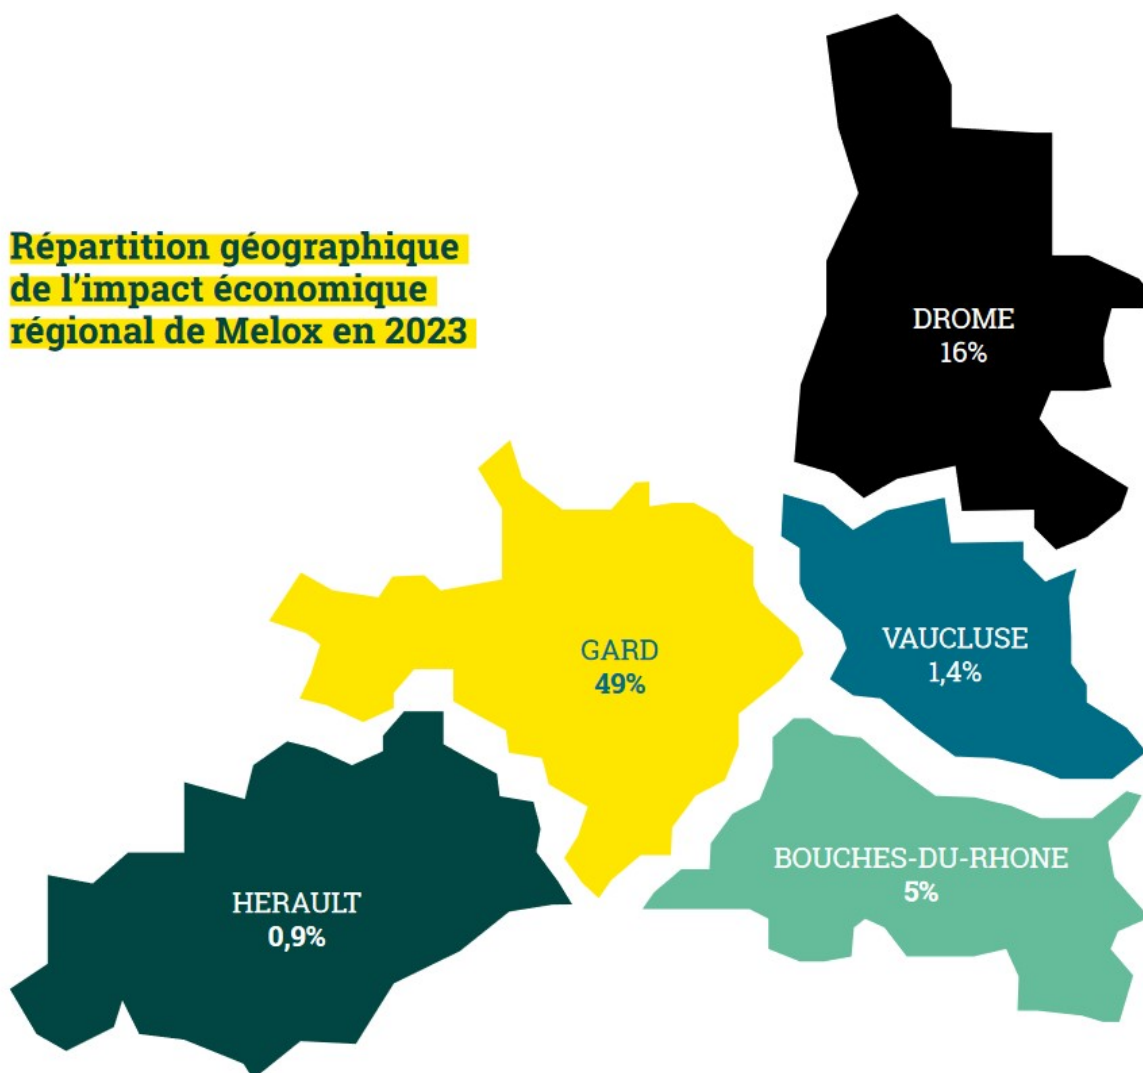 Répartition géographique
de l'impact économique
régional de Melox en 2023
DROME
16%
GARD
49%
VAUCLUSE
1,4%
BOUCHES-DU-RHONE
5%
HERAULT
0,9%